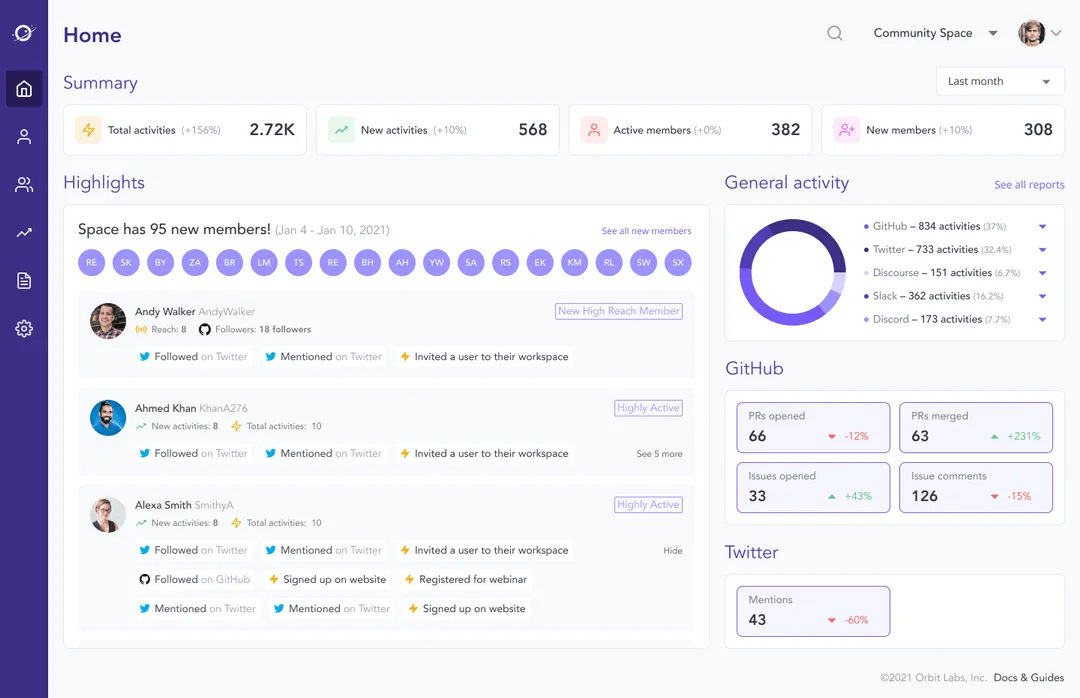 Home
Community Space
Summary
Last month
Total activities (+156%) 2.72K
New activities (+10%) 568
Active members (+0%) 382
New members (+10%) 308
Highlights
Space has 95 new members! (Jan 4 - Jan 10, 2021)
See all new members
RE SK BY ZA BR LM TS RE BH AH YW SA RS EK KM RL SW SX
Andy Walker AndyWalker
New High Reach Member
Reach: 8 Followers: 18 followers
Followed on Twitter Mentioned on Twitter Invited a user to their workspace
Ahmed Khan KhanA276
Highly Active
New activities: 8 Total activities: 10
Followed on Twitter Mentioned on Twitter Invited a user to their workspace
See 5 more
Alexa Smith SmithyA
Highly Active
New activities: 8 Total activities: 10
Followed on Twitter Mentioned on Twitter Invited a user to their workspace
Hide
Followed on GitHub Signed up on website Registered for webinar
Mentioned on Twitter Mentioned on Twitter Signed up on website
General activity
See all reports
GitHub – 834 activities (37%)
Twitter – 733 activities (32.4%)
Discourse – 151 activities (6.7%)
Slack – 362 activities (16.2%)
Discord – 173 activities (7.7%)
GitHub
PRs opened
66 -12%
PRs merged
63 +231%
Issues opened
33 +43%
Issue comments
126 -15%
Twitter
Mentions
43 -60%
©2021 Orbit Labs, Inc. Docs & Guides